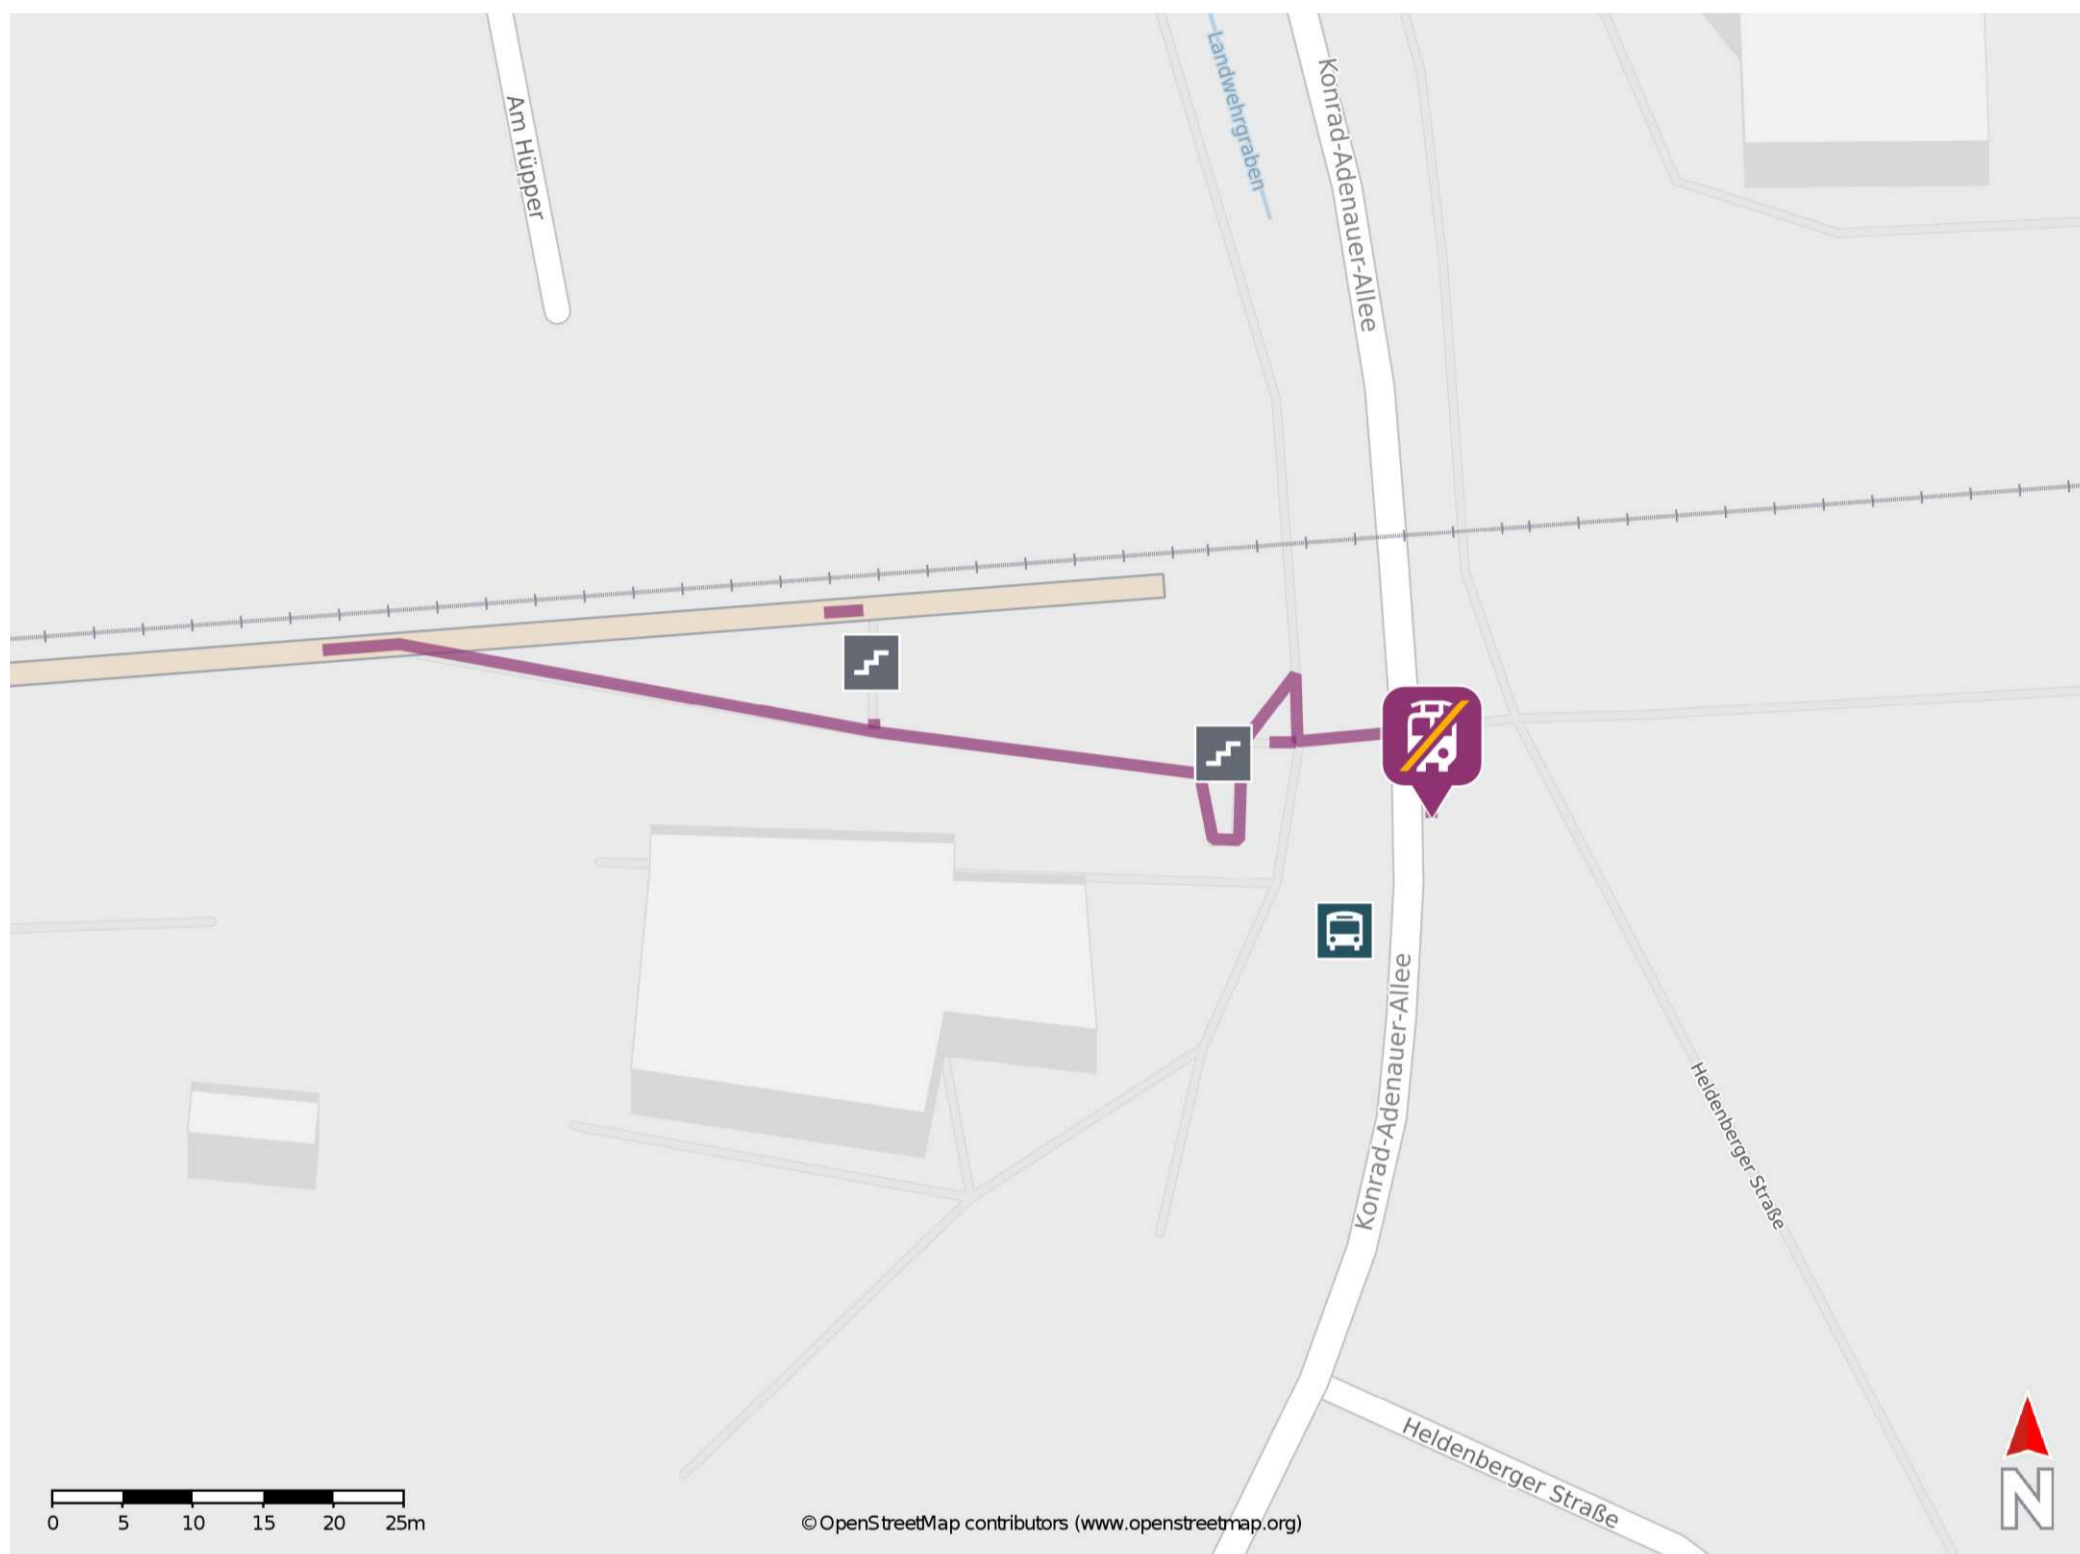 Landwehrgraben
Konrad-Adenauer-Allee
Am Hüpper
Konrad-Adenauer-Allee
Heldenberger Straße
Heldenberger Straße
0 5 10 15 20 25m
©OpenStreetMap contributors (www.openstreetmap.org)
N